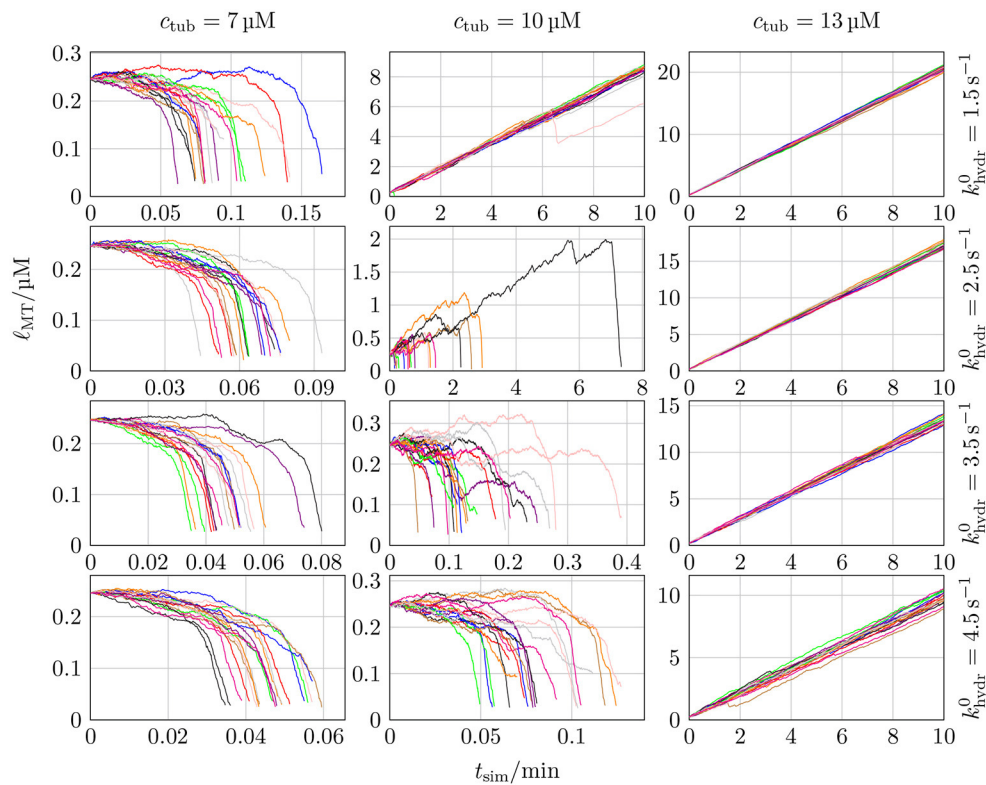 c_tub = 7 µM c_tub = 10 µM c_tub = 13 µM
0.3 8 20
0.2 6
4 10
0.1 2
0 0 0
0 0.05 0.1 0.15 0 2 4 6 8 10 0 2 4 6 8 10
k⁰_hydr = 1.5 s⁻¹
2 15
0.2 1.5
1 10
0.1 0.5 5
0 0 0
0 0.03 0.06 0.09 0 2 4 6 8 0 2 4 6 8 10
k⁰_hydr = 2.5 s⁻¹
ℓ_MT/µM
0.3 15
0.2 0.2 10
0.1 0.1 5
0 0 0
0 0.02 0.04 0.06 0.08 0 0.1 0.2 0.3 0.4 0 2 4 6 8 10
k⁰_hydr = 3.5 s⁻¹
0.3 10
0.2 0.2
0.1 0.1 5
0 0 0
0 0.02 0.04 0.06 0 0.05 0.1 0 2 4 6 8 10
k⁰_hydr = 4.5 s⁻¹
t_sim/min